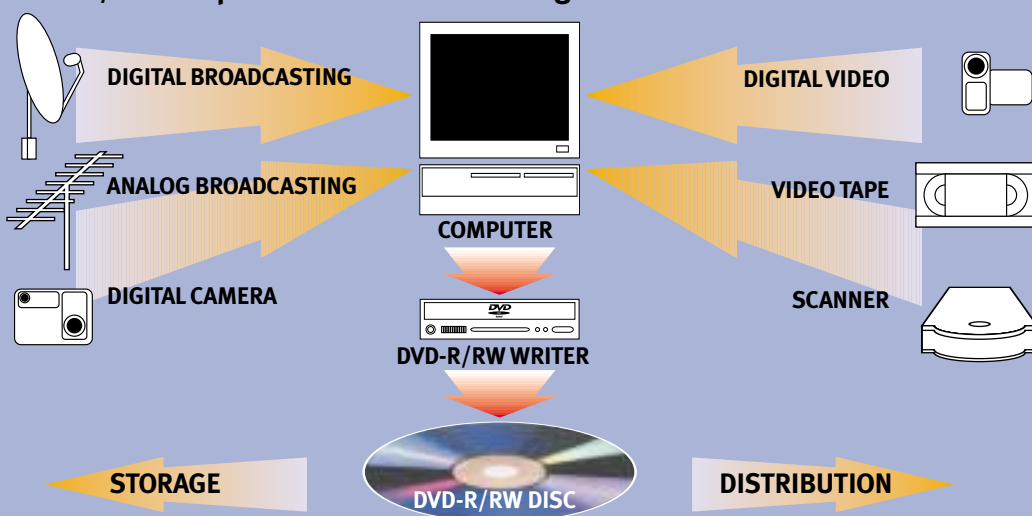 DIGITAL BROADCASTING
DIGITAL VIDEO
ANALOG BROADCASTING
VIDEO TAPE
COMPUTER
DIGITAL CAMERA
SCANNER
DVD
DVD-R/RW WRITER
STORAGE
DVD-R/RW DISC
DISTRIBUTION